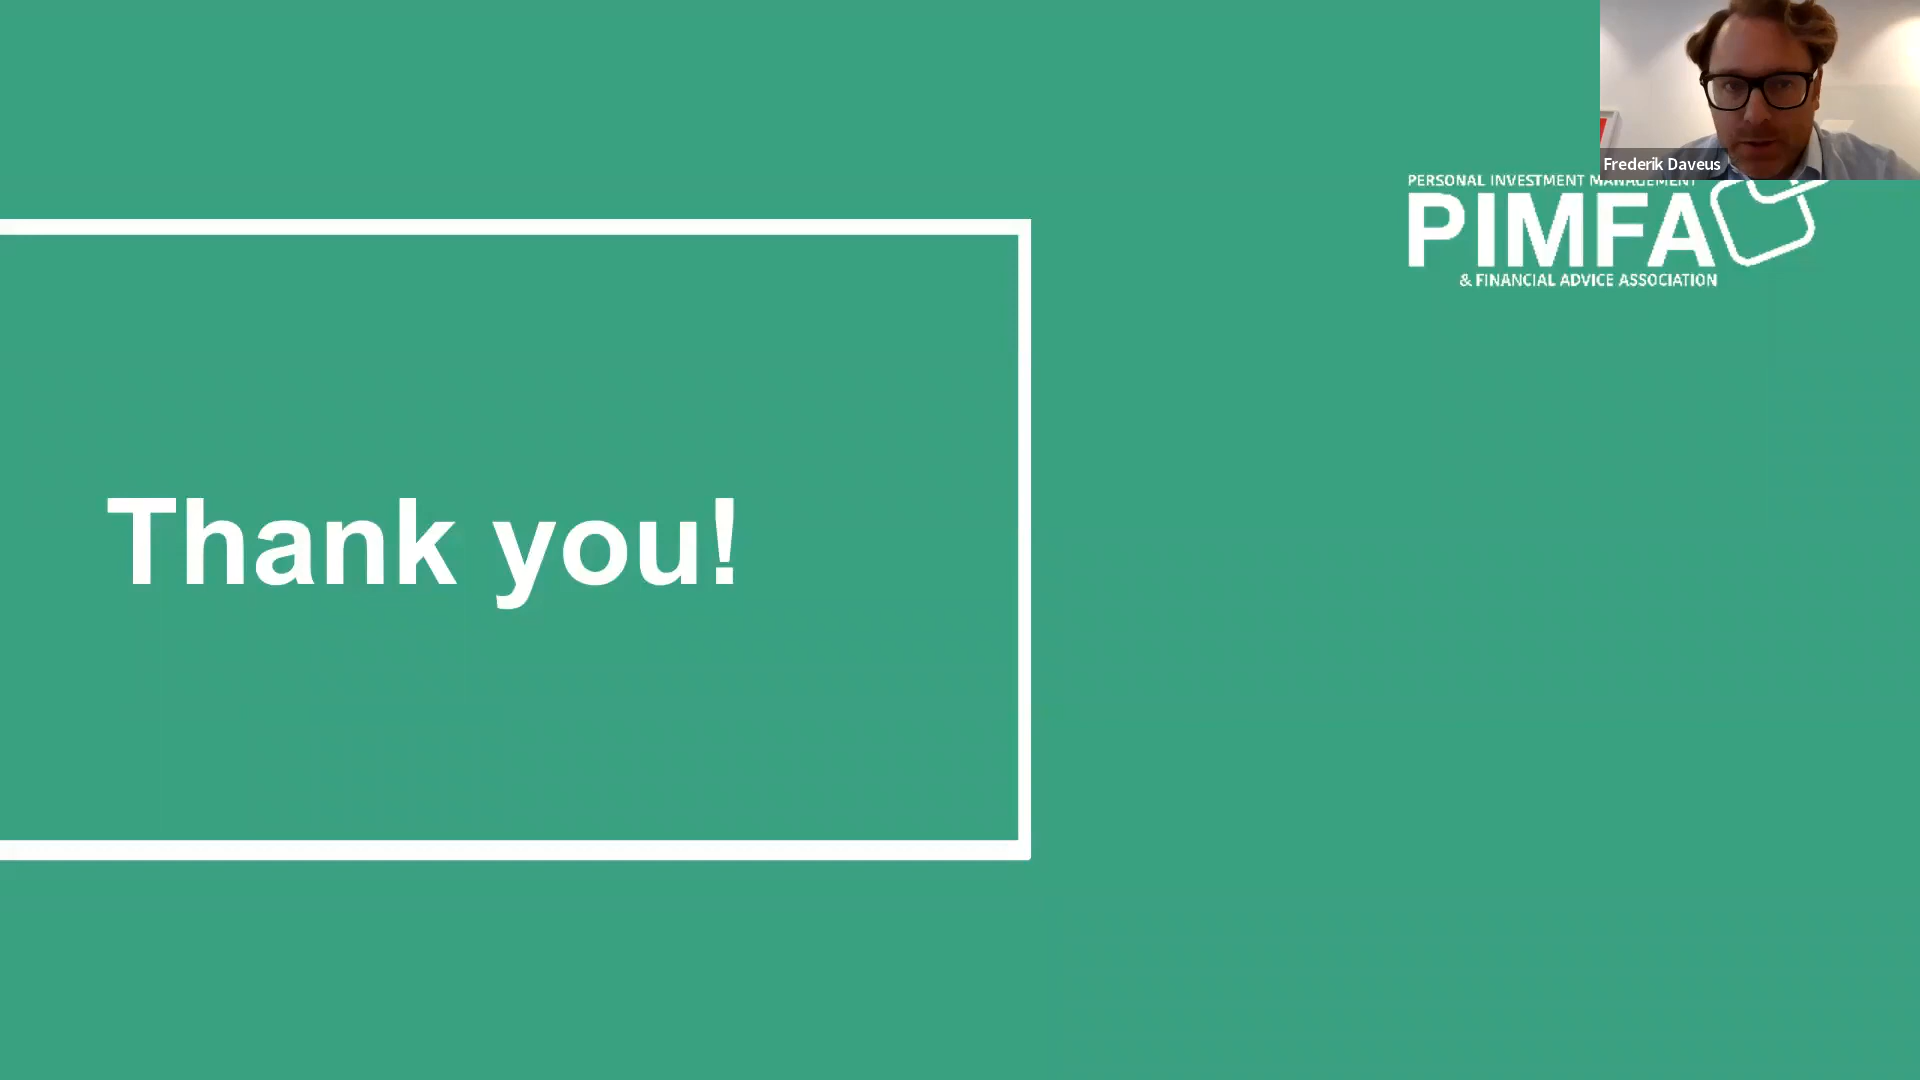 Frederik Daveus
PERSONAL INVESTMENT MANAGEMENT
PIMFA
& FINANCIAL ADVICE ASSOCIATION
Thank you!